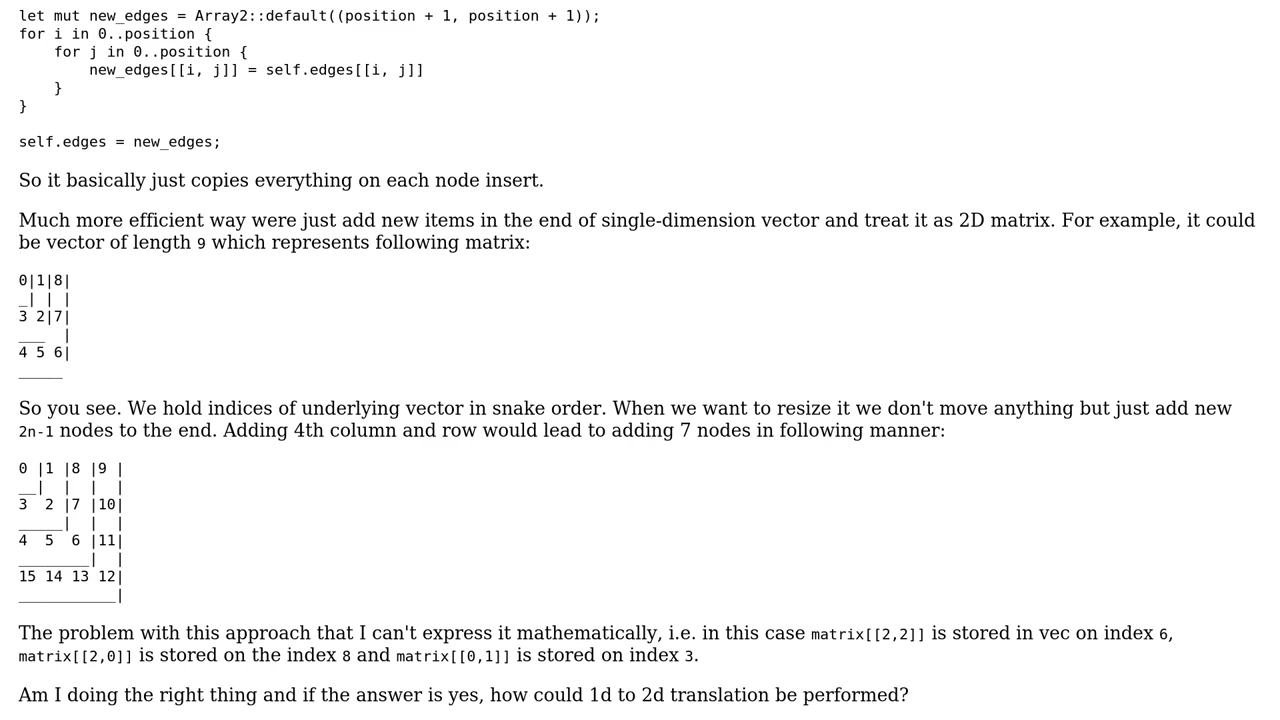 let mut new_edges = Array2::default((position + 1, position + 1));
for i in 0..position {
    for j in 0..position {
        new_edges[[i, j]] = self.edges[[i, j]]
    }
}

self.edges = new_edges;
So it basically just copies everything on each node insert.
Much more efficient way were just add new items in the end of single-dimension vector and treat it as 2D matrix. For example, it could
be vector of length 9 which represents following matrix:
0|1|8|
_| | |
3 2|7|
___  |
4 5 6|
_____
So you see. We hold indices of underlying vector in snake order. When we want to resize it we don't move anything but just add new
2n-1 nodes to the end. Adding 4th column and row would lead to adding 7 nodes in following manner:
0 |1 |8 |9 |
__|  |  |  |
3  2 |7 |10|
_____|  |  |
4  5  6 |11|
________|  |
15 14 13 12|
___________|
The problem with this approach that I can't express it mathematically, i.e. in this case matrix[[2,2]] is stored in vec on index 6,
matrix[[2,0]] is stored on the index 8 and matrix[[0,1]] is stored on index 3.
Am I doing the right thing and if the answer is yes, how could 1d to 2d translation be performed?